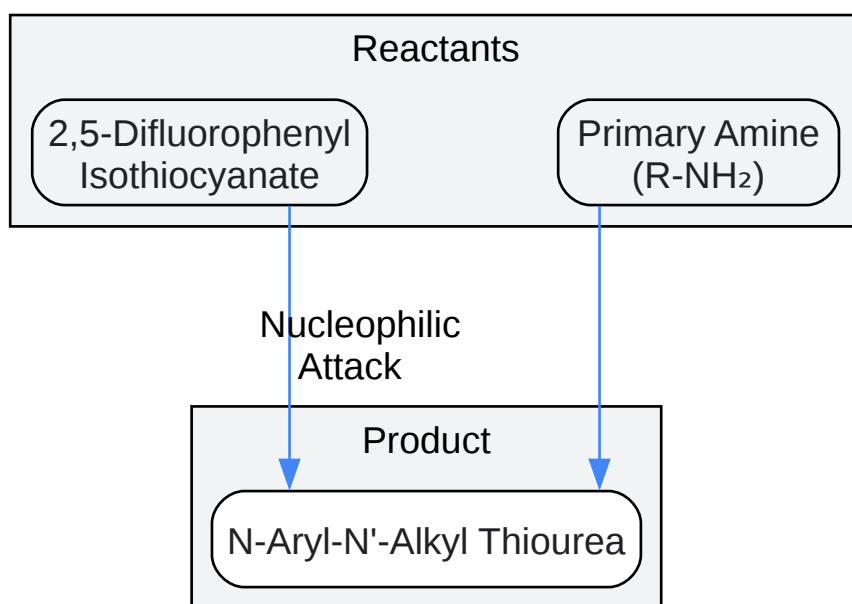 Reactants
2,5-Difluorophenyl
Isothiocyanate
Primary Amine
(R-NH₂)
Nucleophilic
Attack
Product
N-Aryl-N'-Alkyl Thiourea